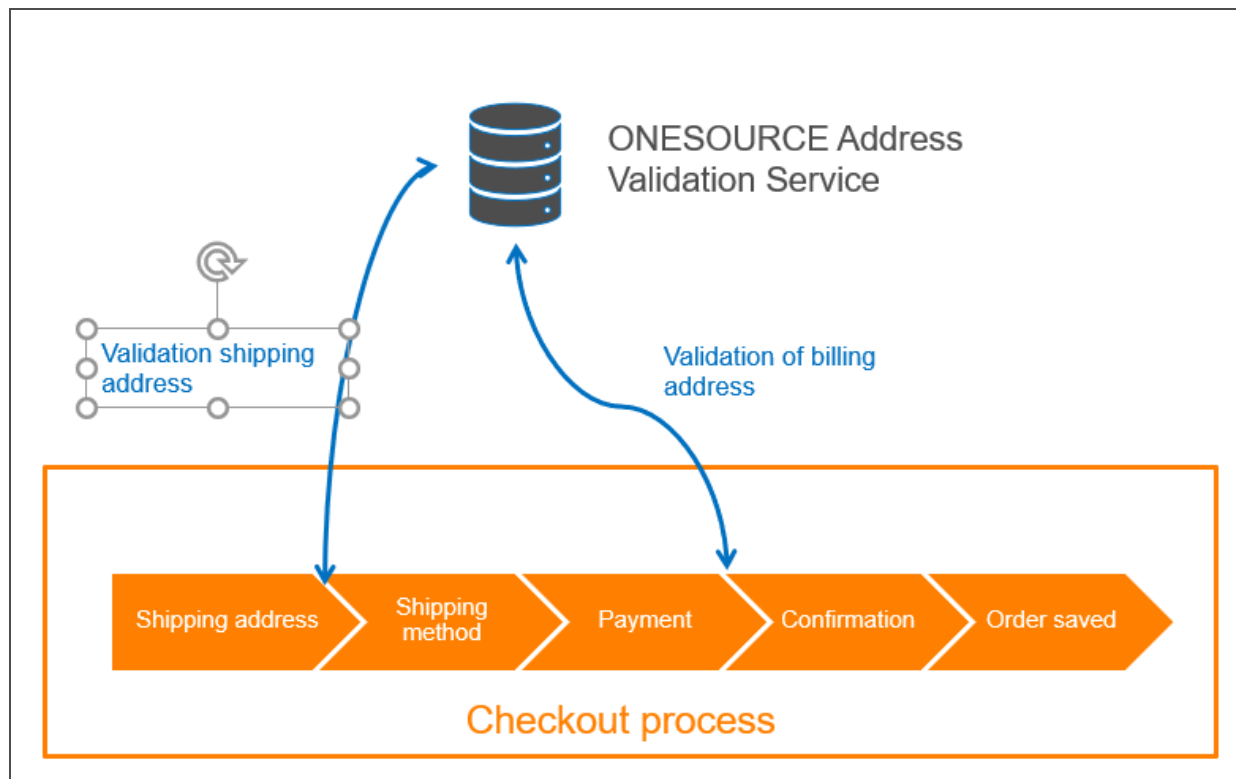 ONESOURCE Address
Validation Service
Validation shipping
address
Validation of billing
address
Shipping address
Shipping
method
Payment
Confirmation
Order saved
Checkout process